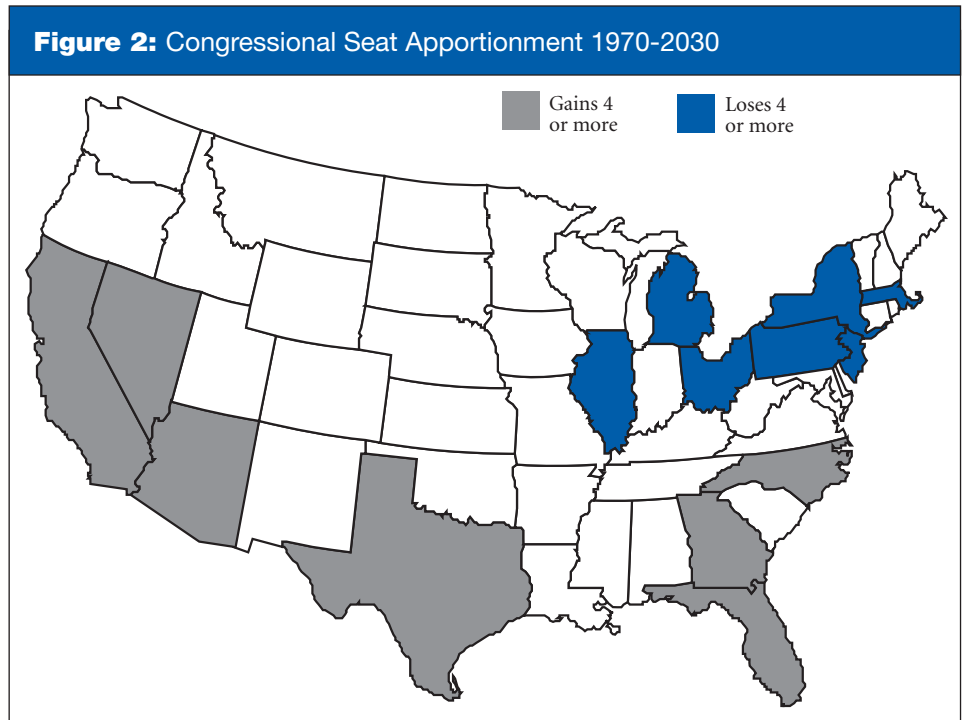 Figure 2: Congressional Seat Apportionment 1970-2030
Gains 4
or more
Loses 4
or more